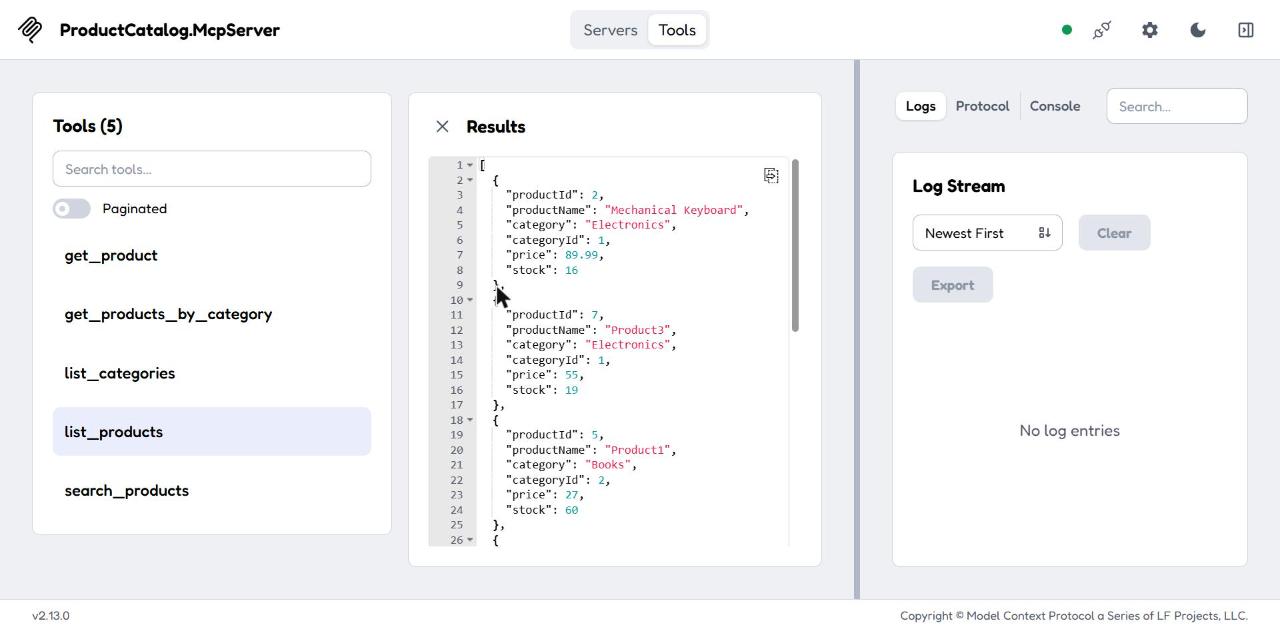 ProductCatalog.McpServer
Servers
Tools
Tools (5)
Search tools...
Paginated
get_product
get_products_by_category
list_categories
list_products
search_products
Results
1 [
2 {
3 "productId": 2,
4 "productName": "Mechanical Keyboard",
5 "category": "Electronics",
6 "categoryId": 1,
7 "price": 89.99,
8 "stock": 16
9 },
10 {
11 "productId": 7,
12 "productName": "Product3",
13 "category": "Electronics",
14 "categoryId": 1,
15 "price": 55,
16 "stock": 19
17 },
18 {
19 "productId": 5,
20 "productName": "Product1",
21 "category": "Books",
22 "categoryId": 2,
23 "price": 27,
24 "stock": 60
25 },
26 {
Logs
Protocol
Console
Search...
Log Stream
Newest First
Clear
Export
No log entries
v2.13.0
Copyright © Model Context Protocol a Series of LF Projects, LLC.